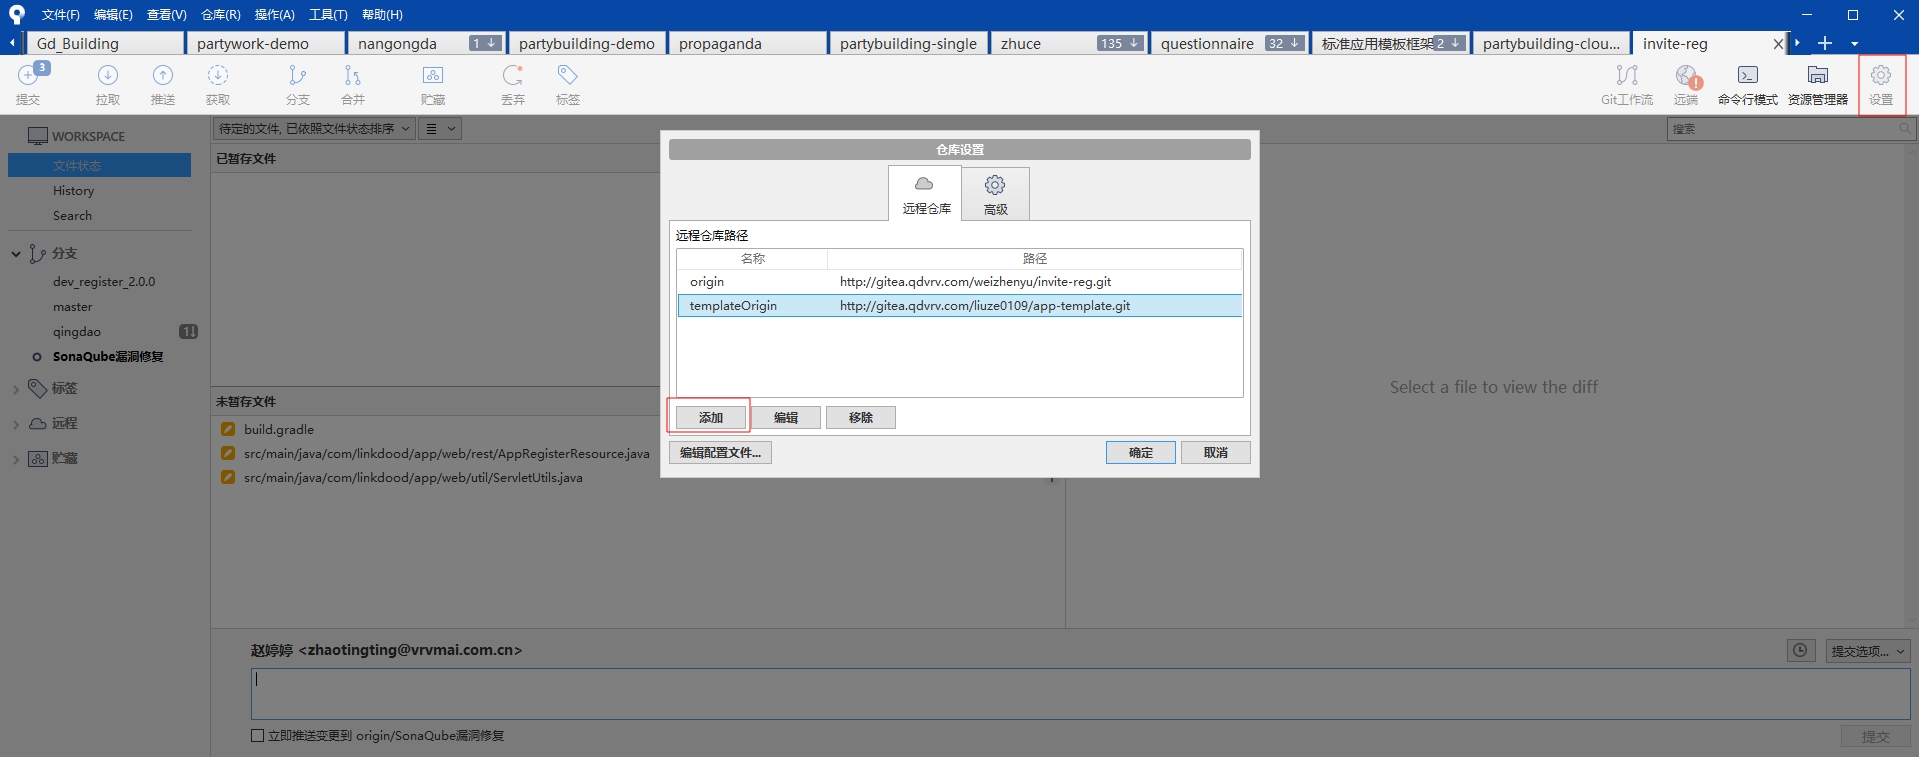 文件(F) 编辑(E) 查看(V) 仓库(R) 操作(A) 工具(T) 帮助(H)
Gd_Building partywork-demo nangongda 1 partybuilding-demo propaganda partybuilding-single zhuce 135 questionnaire 32 标准应用模板框架 2 partybuilding-clou... invite-reg
3
提交 拉取 推送 获取 分支 合并 贮藏 丢弃 标签 Git工作流 远端 命令行模式 资源管理器 设置
WORKSPACE
文件状态
History
Search
分支
dev_register_2.0.0
master
qingdao 1
SonaQube漏洞修复
标签
远程
贮藏
待定的文件, 已依照文件状态排序
搜索
已暂存文件
未暂存文件
build.gradle
src/main/java/com/linkdood/app/web/rest/AppRegisterResource.java
src/main/java/com/linkdood/app/web/util/ServletUtils.java
仓库设置
远程仓库 高级
远程仓库路径
名称 路径
origin http://gitea.qdvrv.com/weizhenyu/invite-reg.git
templateOrigin http://gitea.qdvrv.com/liuze0109/app-template.git
添加 编辑 移除
编辑配置文件... 确定 取消
Select a file to view the diff
赵婷婷 <zhaotingting@vrvmai.com.cn>
提交选项...
立即推送变更到 origin/SonaQube漏洞修复
提交